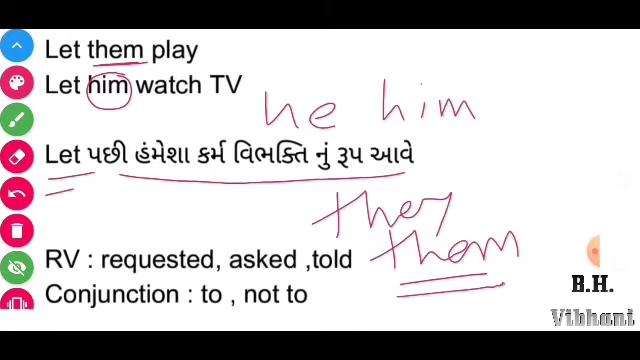 Let them play
Let him watch TV
he him
Let પછી હંમેશા કર્મ વિભક્તિ નું રૂપ આવે
they
them
RV : requested, asked ,told
Conjunction : to , not to
B.H.
Vibhani